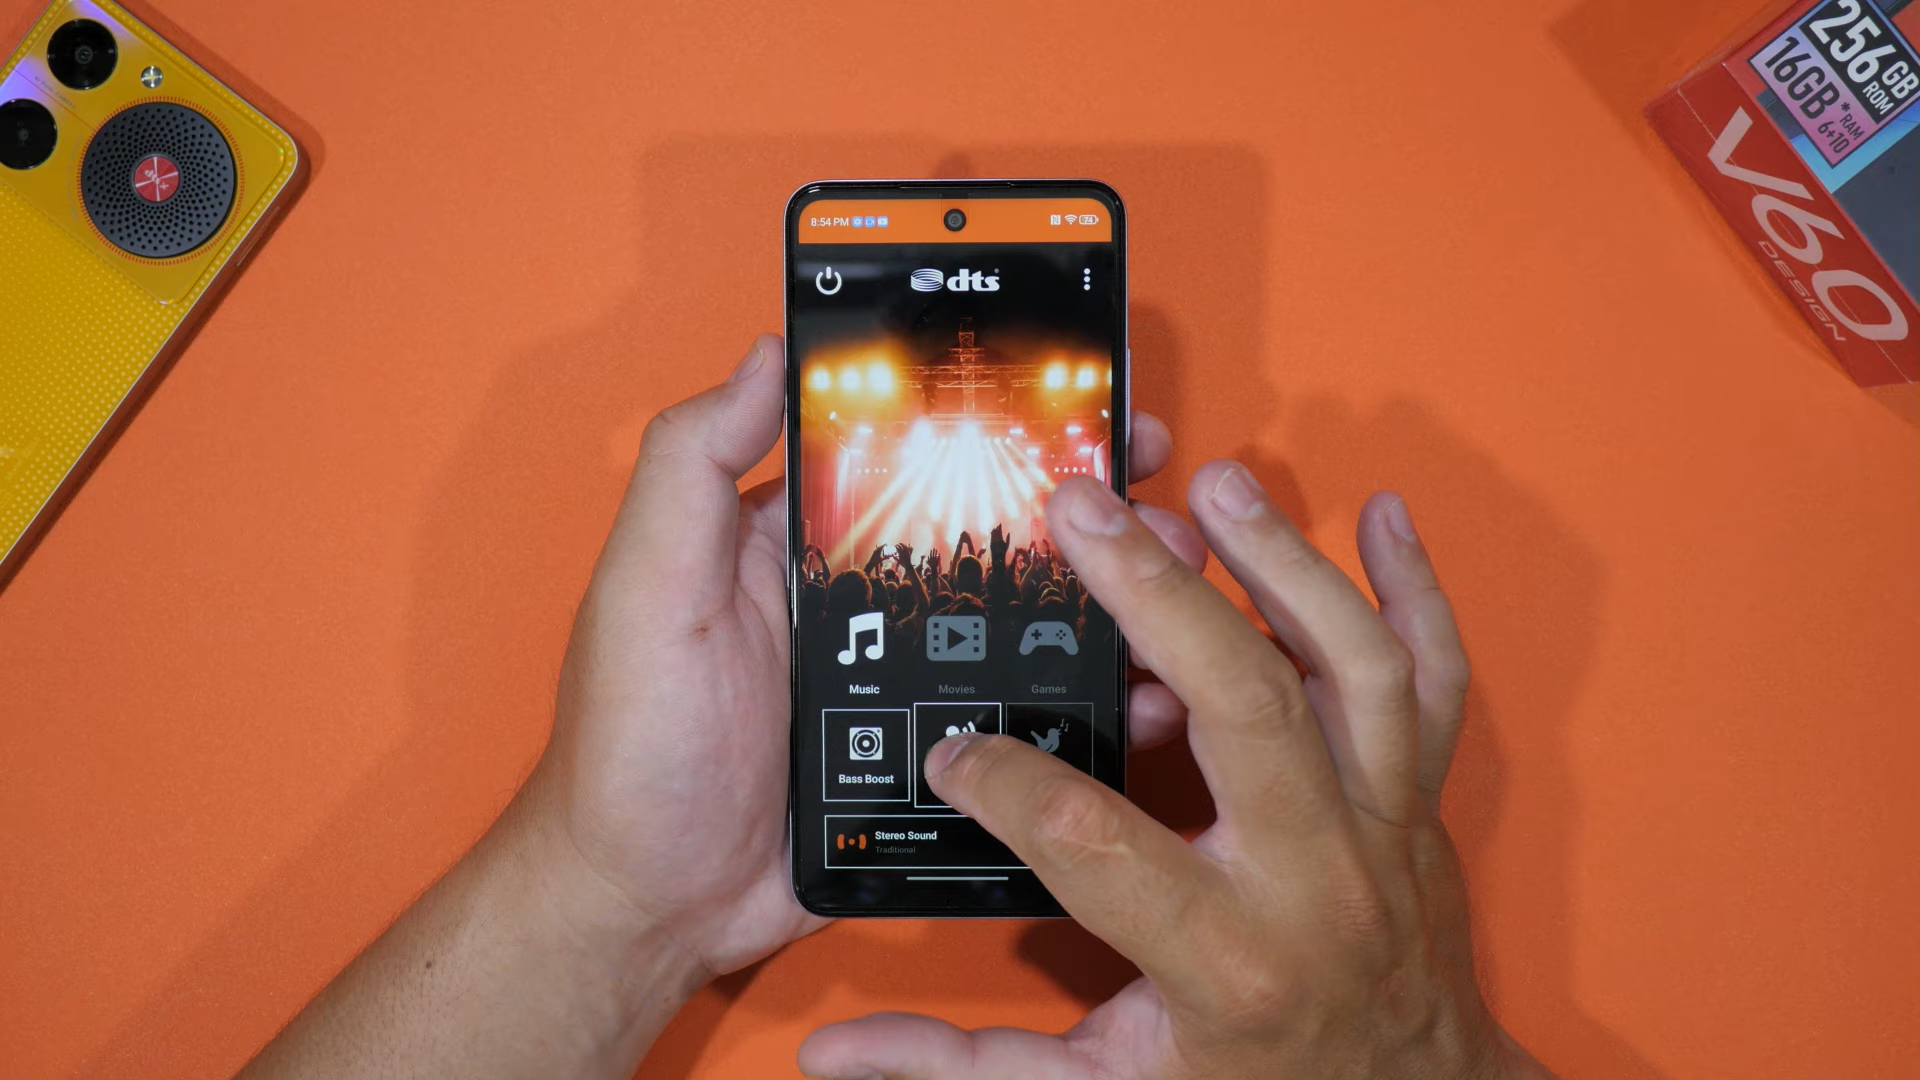 8:54 PM
74
dts
Music
Movies
Games
Bass Boost
Stereo Sound
Traditional
256GB
ROM
16GB*
RAM
6+10
V60
DESIGN